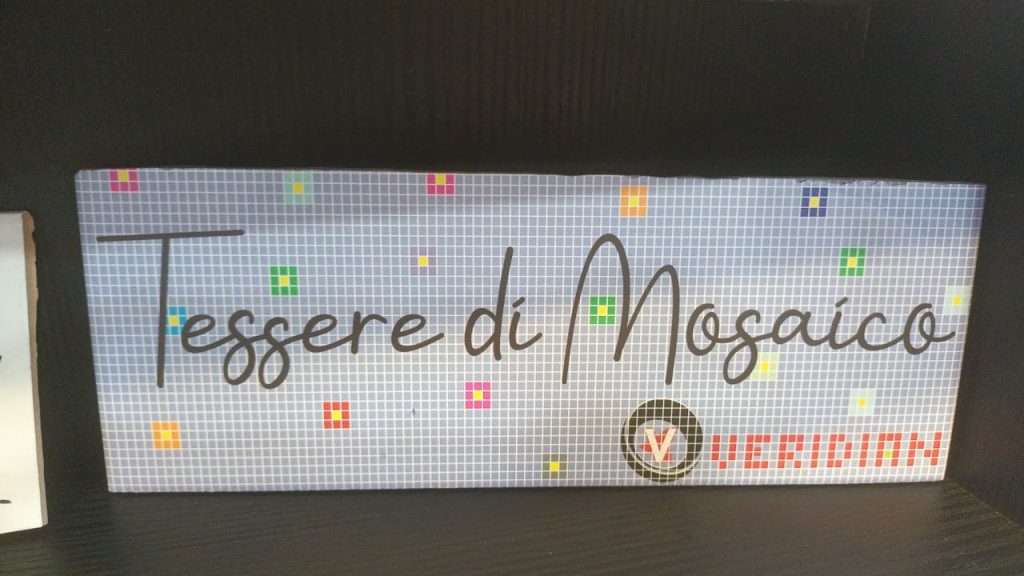 Tessere di Mosaico
V VERIDIAN